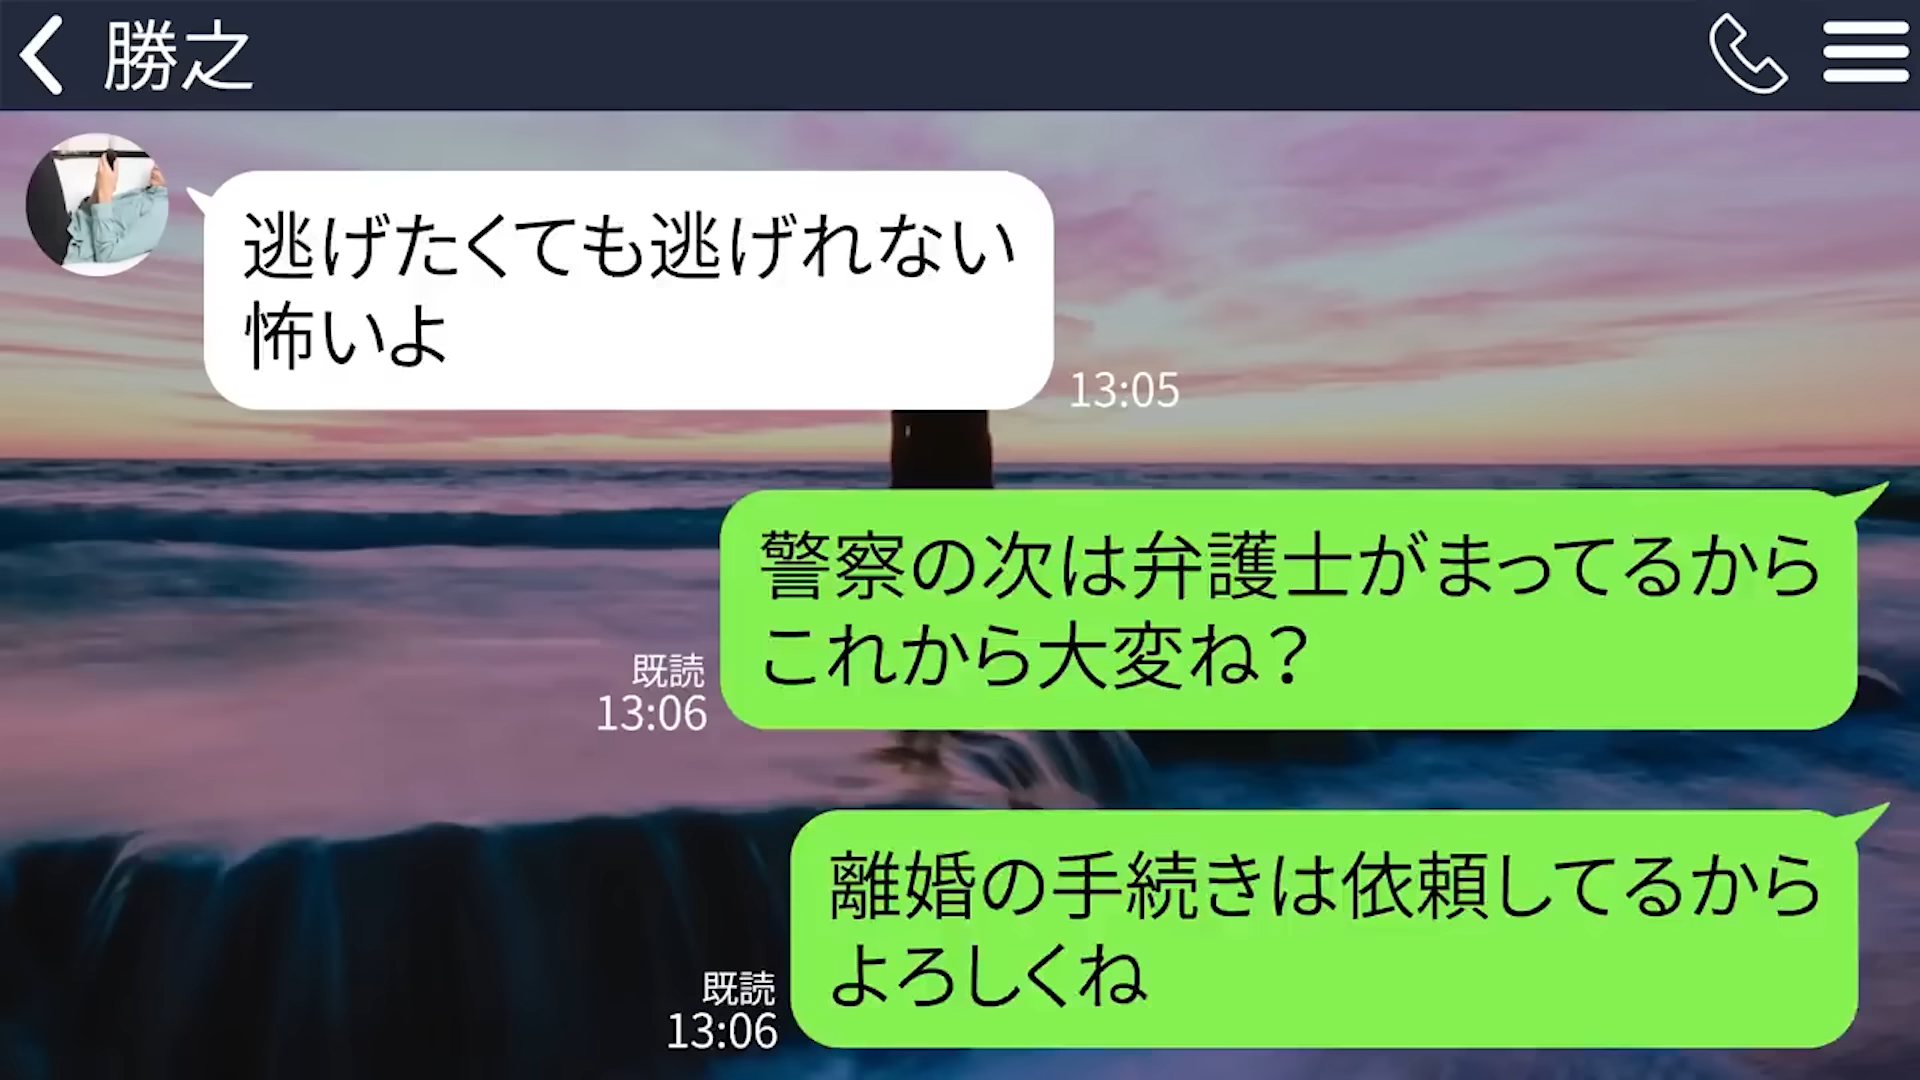 勝之
逃げたくても逃げれない
怖いよ
13:05
警察の次は弁護士がまってるから
これから大変ね？
既読
13:06
離婚の手続きは依頼してるから
よろしくね
既読
13:06